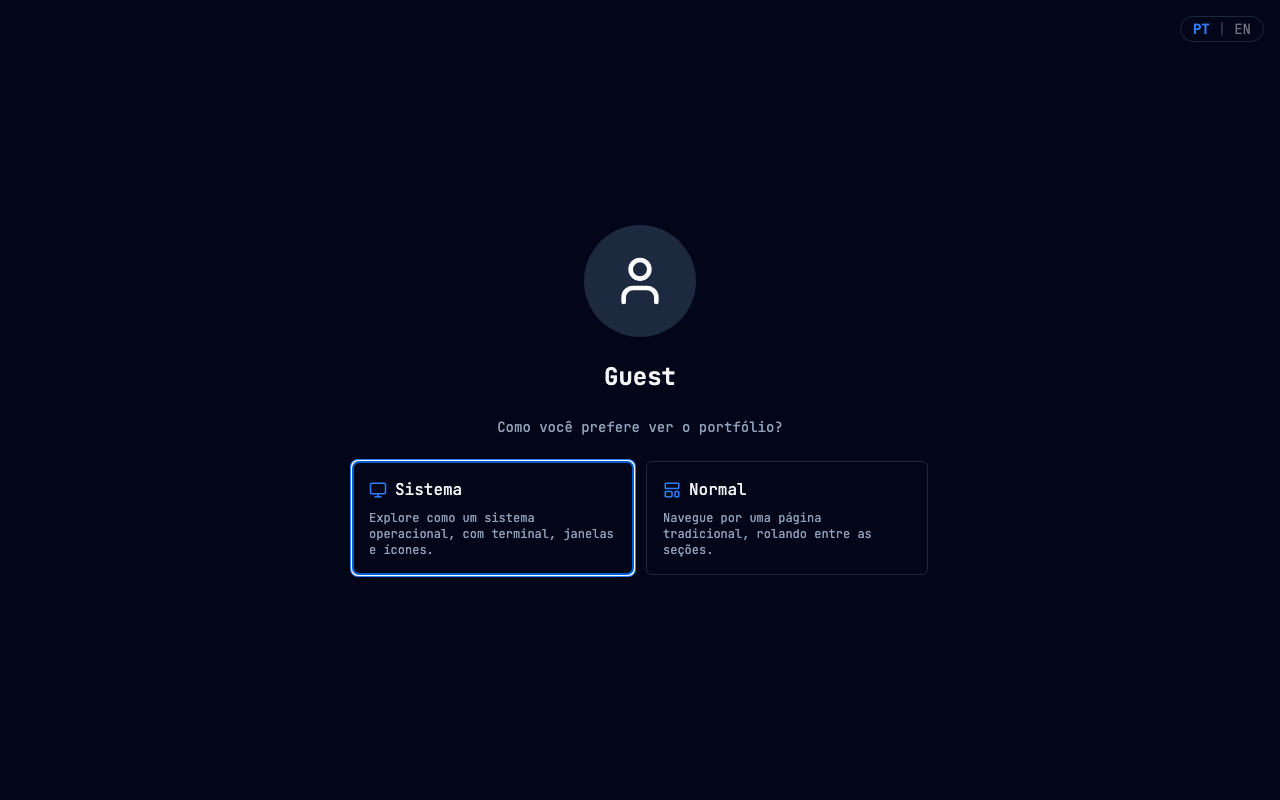 PT | EN
Guest
Como você prefere ver o portfólio?
Sistema
Explore como um sistema
operacional, com terminal, janelas
e ícones.
Normal
Navegue por uma página
tradicional, rolando entre as
seções.